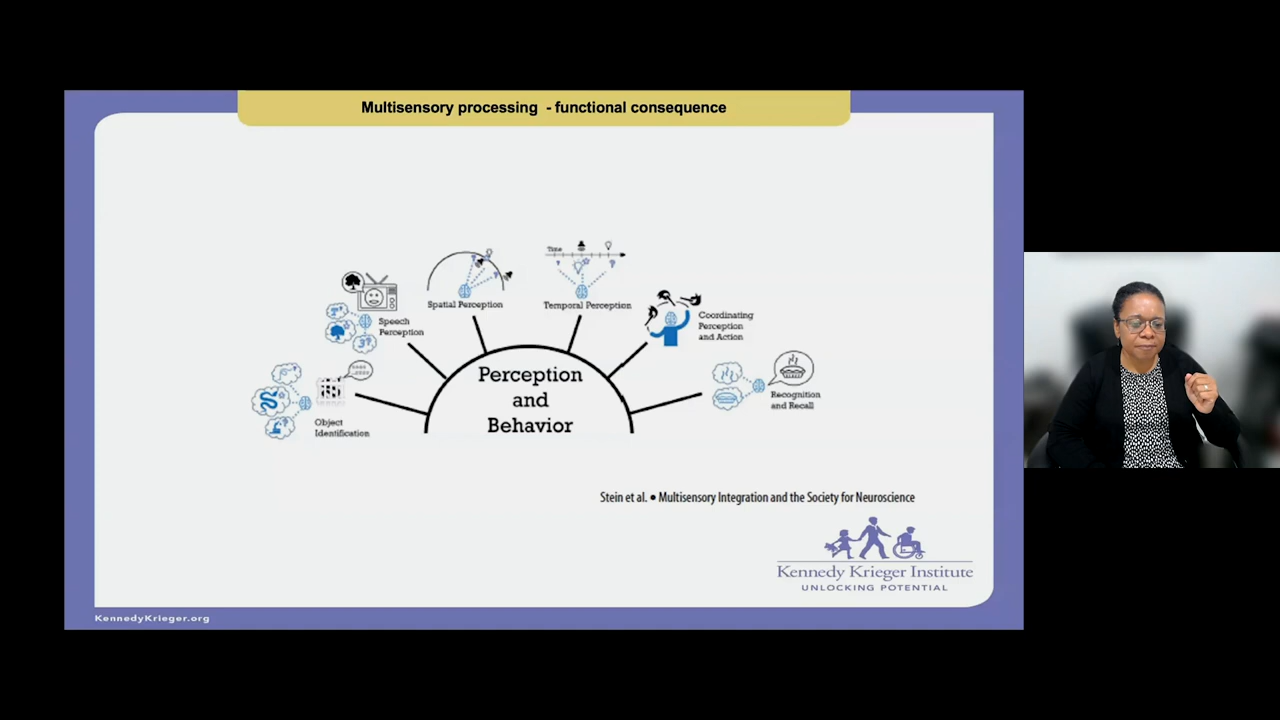 Multisensory processing - functional consequence
Time
Spatial Perception
Temporal Perception
Speech
Perception
Coordinating
Perception
and Action
Object
Identification
Recognition
and Recall
Perception
and
Behavior
Stein et al. • Multisensory Integration and the Society for Neuroscience
Kennedy Krieger Institute
UNLOCKING POTENTIAL
KennedyKrieger.org